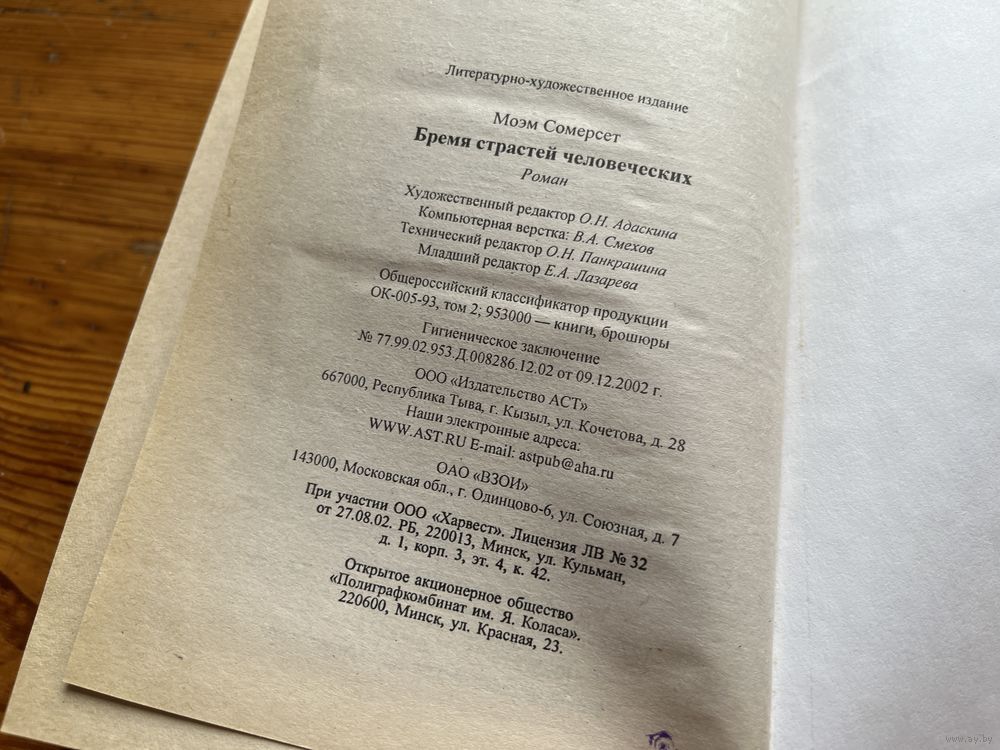 Литературно-художественное издание
Моэм Сомерсет
Бремя страстей человеческих
Роман
Художественный редактор О.Н. Адаскина
Компьютерная верстка: В.А. Смехов
Технический редактор О.Н. Панкрашина
Младший редактор Е.А. Лазарева
Общероссийский классификатор продукции
ОК-005-93, том 2; 953000 — книги, брошюры
Гигиеническое заключение
№ 77.99.02.953.Д.008286.12.02 от 09.12.2002 г.
ООО «Издательство АСТ»
667000, Республика Тыва, г. Кызыл, ул. Кочетова, д. 28
Наши электронные адреса:
WWW.AST.RU E-mail: astpub@aha.ru
ОАО «ВЗОИ»
143000, Московская обл., г. Одинцово-6, ул. Союзная, д. 7
При участии ООО «Харвест». Лицензия ЛВ № 32
от 27.08.02. РБ, 220013, Минск, ул. Кульман,
д. 1, корп. 3, эт. 4, к. 42.
Открытое акционерное общество
«Полиграфкомбинат им. Я. Коласа».
220600, Минск, ул. Красная, 23.
www.ay.by